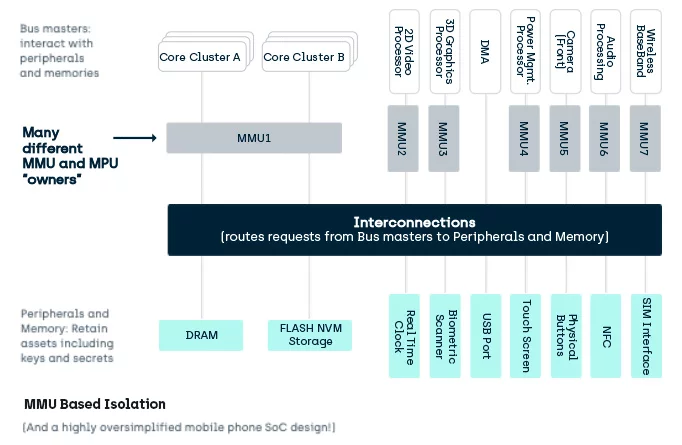 Bus masters:
interact with
peripherals
and memories
Core Cluster A
Core Cluster B
2D Video
Processor
3D Graphics
Processor
DMA
Power Mgmt.
Processor
Camera
(Front)
Audio
Processing
Wireless
BaseBand
Many
different
MMU and MPU
"owners"
MMU1
MMU2
MMU3
MMU4
MMU5
MMU6
MMU7
Interconnections
(routes requests from Bus masters to Peripherals and Memory)
Peripherals and
Memory: Retain
assets including
keys and secrets
DRAM
FLASH NVM
Storage
Real Time
Clock
Biometric
Scanner
USB Port
Touch Screen
Physical
Buttons
NFC
SIM Interface
MMU Based Isolation
(And a highly oversimplified mobile phone SoC design!)